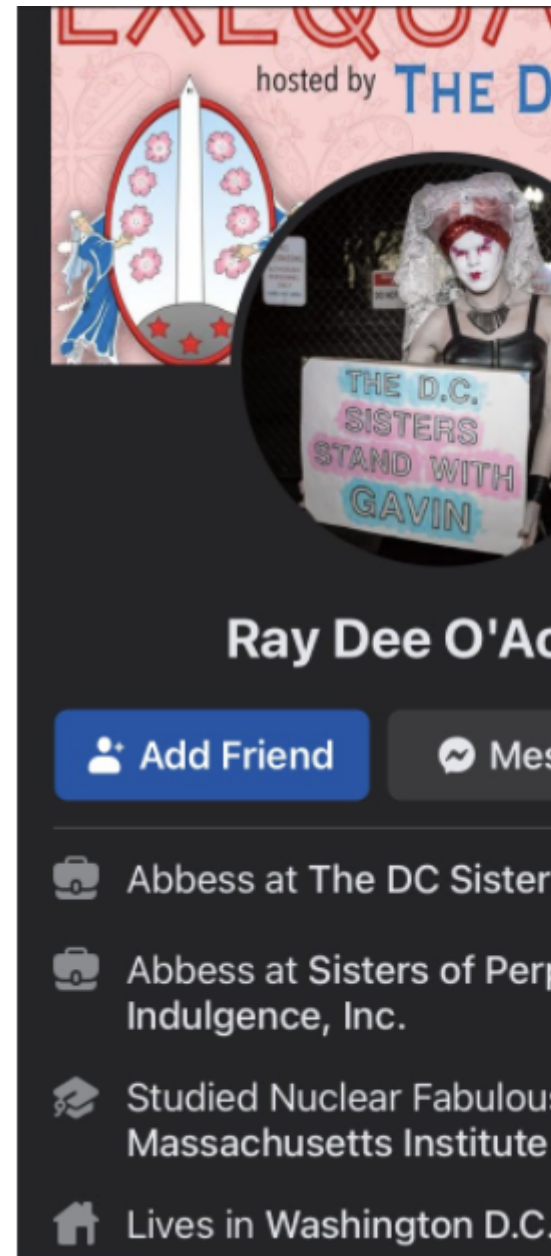 hosted by THE D
THE D.C.
SISTERS
STAND WITH
GAVIN
Ray Dee O'Ac
Add Friend
Mes
Abbess at The DC Sister
Abbess at Sisters of Perp
Indulgence, Inc.
Studied Nuclear Fabulous
Massachusetts Institute
Lives in Washington D.C.